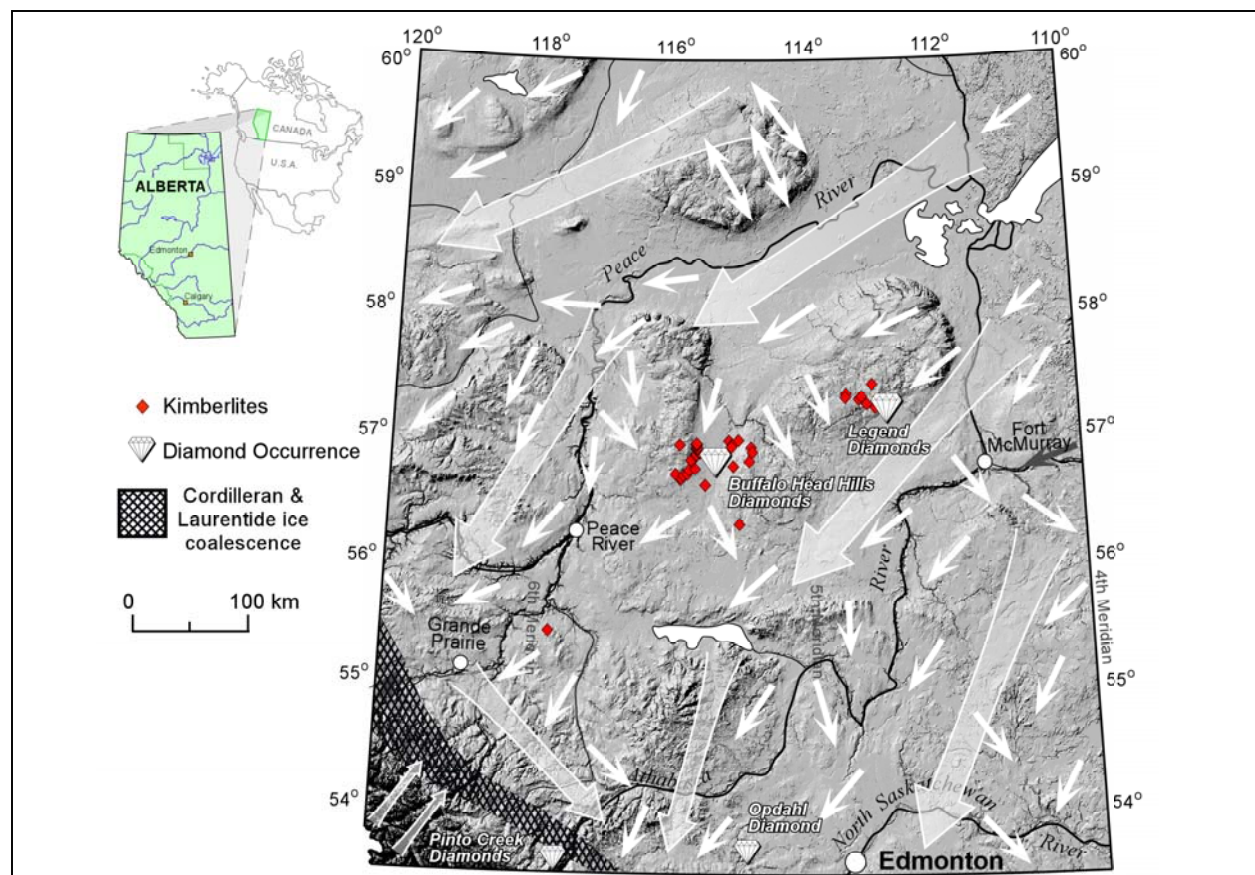 120°
118°
116°
114°
112°
110°
60°
60°
CANADA
U.S.A.
ALBERTA
Edmonton
Calgary
59°
59°
River
Peace
58°
58°
Kimberlites
Diamond Occurrence
Cordilleran &
Laurentide ice
coalescence
0
100 km
57°
57°
Legend
Diamonds
Fort
McMurray
Buffalo Head Hills
Diamonds
Peace
River
56°
56°
River
6th Meridian
5th Meridian
4th Meridian
Grande
Prairie
55°
55°
Athabasca
54°
54°
Opdahl
Diamond
Pinto Creek
Diamonds
North Saskatchewan
River
Edmonton